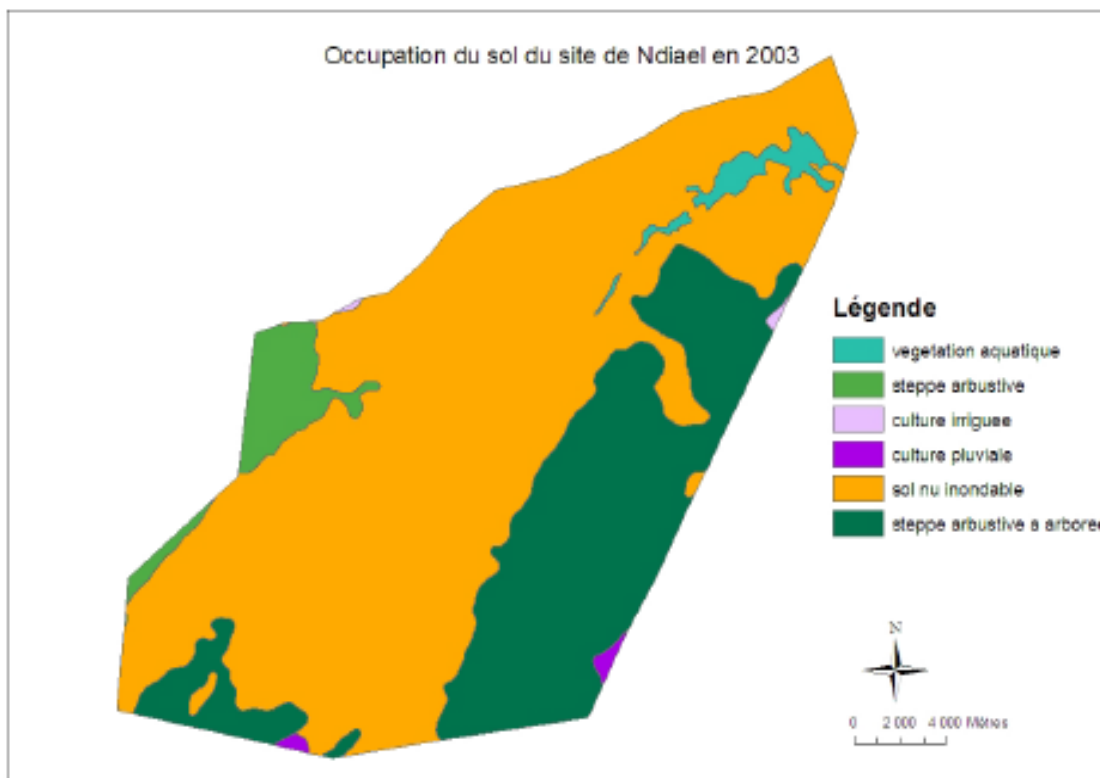 Occupation du sol du site de Ndiael en 2003
Légende
vegetation aquatique
steppe arbustive
culture irriguee
culture pluviale
sol nu inondable
steppe arbustive a arboree
N
0 2 000 4 000 Mètres